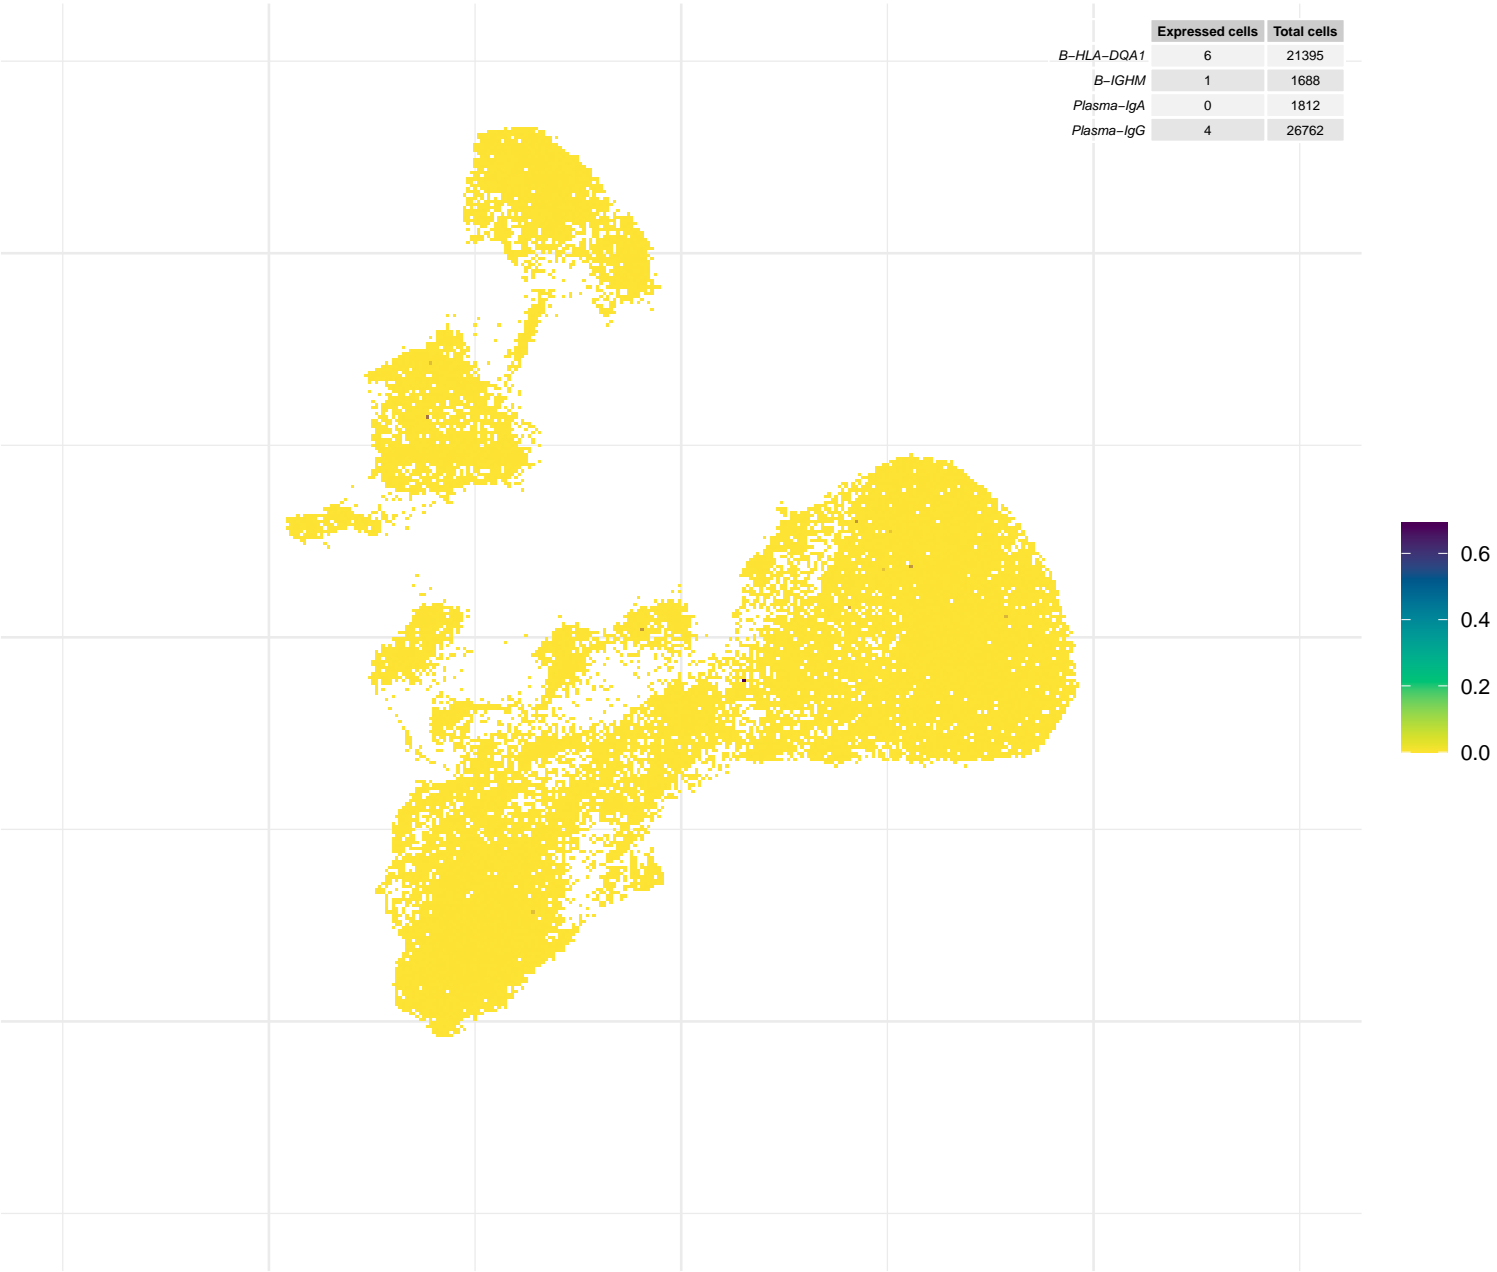 Expressed cells Total cells
B−HLA−DQA1 6 21395
B−IGHM 1 1688
Plasma−IgA 0 1812
Plasma−IgG 4 26762
0.6
0.4
0.2
0.0